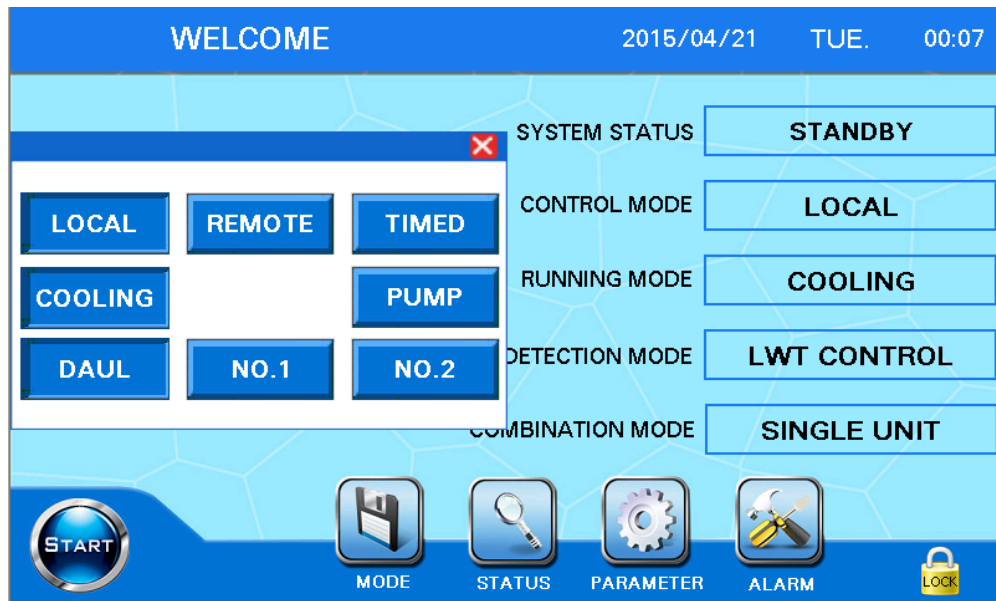 WELCOME 2015/04/21 TUE. 00:07
SYSTEM STATUS STANDBY
CONTROL MODE LOCAL
RUNNING MODE COOLING
DETECTION MODE LWT CONTROL
COMBINATION MODE SINGLE UNIT
LOCAL REMOTE TIMED
COOLING PUMP
DAUL NO.1 NO.2
START
MODE STATUS PARAMETER ALARM
LOCK